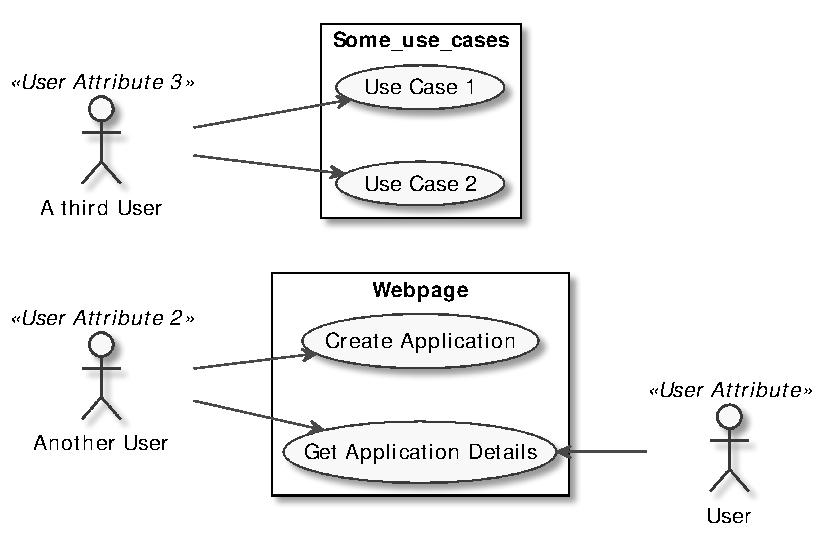 Some_use_cases
«User Attribute 3»
Use Case 1
Use Case 2
A third User
Webpage
«User Attribute 2»
Create Application
«User Attribute»
Another User
Get Application Details
User